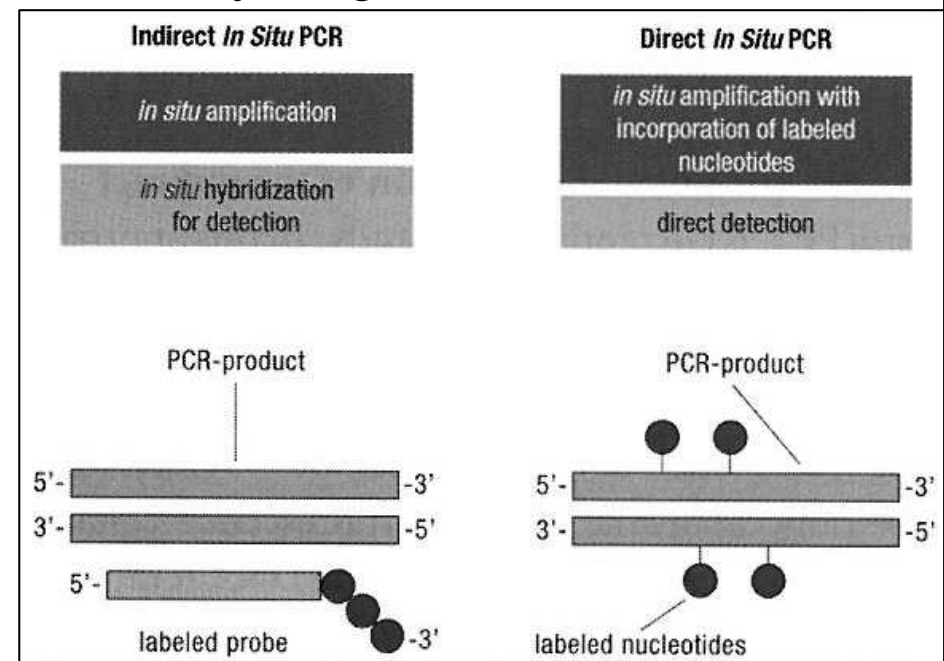 Indirect In Situ PCR
in situ amplification
in situ hybridization
for detection
PCR-product
5'-
-3'
3'-
-5'
5'-
-3'
labeled probe
Direct In Situ PCR
in situ amplification with
incorporation of labeled
nucleotides
direct detection
PCR-product
5'-
-3'
3'-
-5'
labeled nucleotides